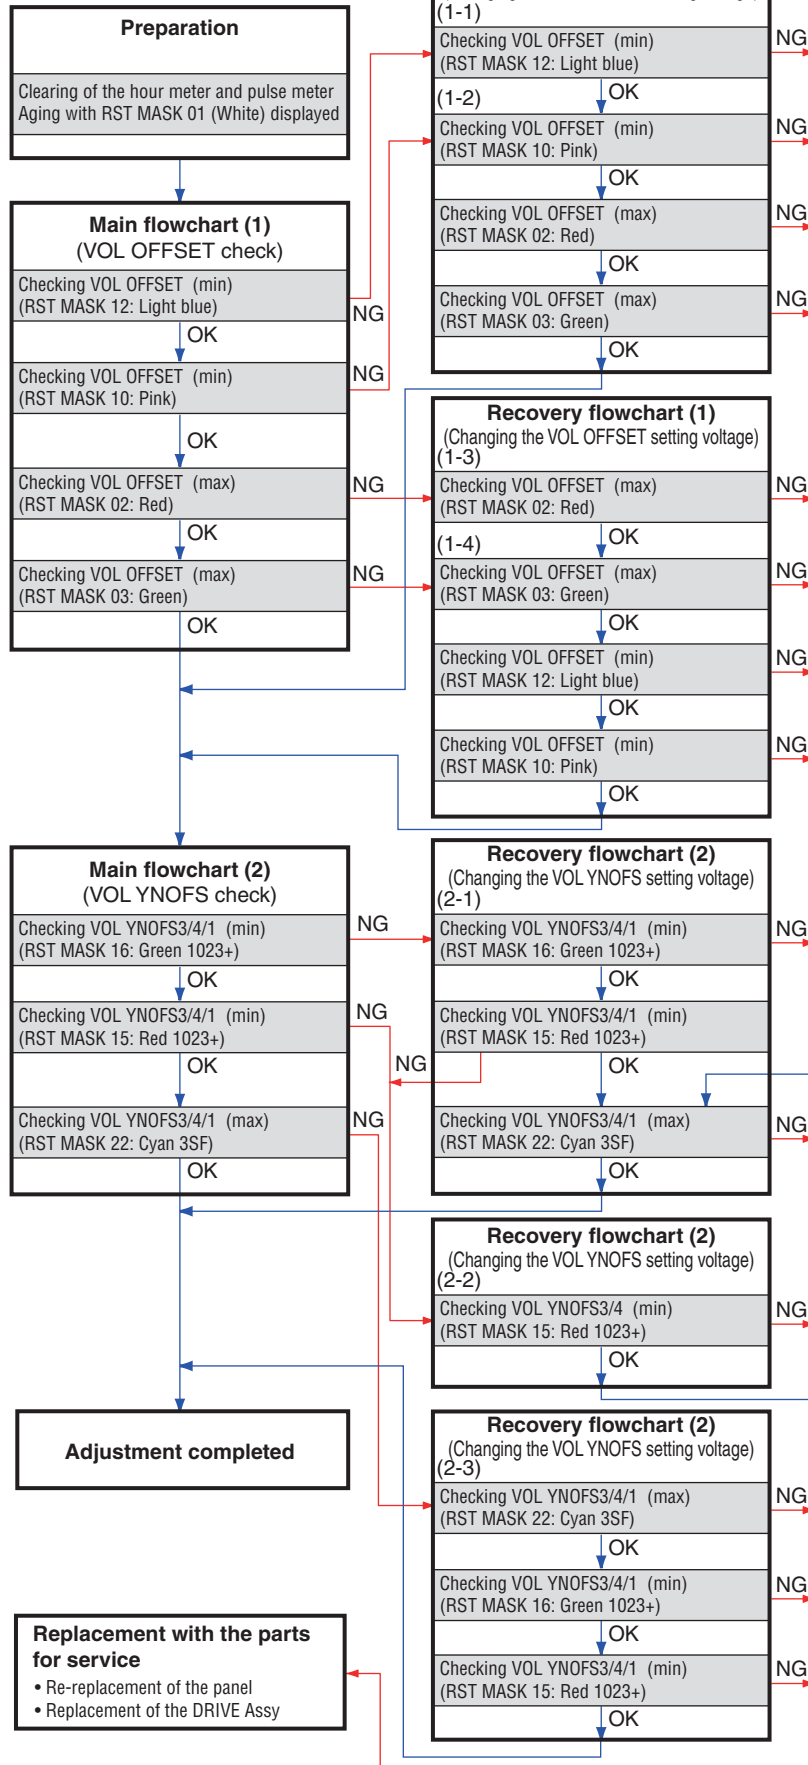 Preparation
Clearing of the hour meter and pulse meter
Aging with RST MASK 01 (White) displayed
Main flowchart (1)
(VOL OFFSET check)
Checking VOL OFFSET (min)
(RST MASK 12: Light blue)
NG
OK
Checking VOL OFFSET (min)
(RST MASK 10: Pink)
NG
OK
Checking VOL OFFSET (max)
(RST MASK 02: Red)
NG
OK
Checking VOL OFFSET (max)
(RST MASK 03: Green)
NG
OK
Main flowchart (2)
(VOL YNOFS check)
Checking VOL YNOFS3/4/1 (min)
(RST MASK 16: Green 1023+)
NG
OK
Checking VOL YNOFS3/4/1 (min)
(RST MASK 15: Red 1023+)
NG
OK
Checking VOL YNOFS3/4/1 (max)
(RST MASK 22: Cyan 3SF)
NG
OK
Adjustment completed
Replacement with the parts
for service
• Re-replacement of the panel
• Replacement of the DRIVE Assy
(1-1)
Checking VOL OFFSET (min)
(RST MASK 12: Light blue)
NG
OK
(1-2)
Checking VOL OFFSET (min)
(RST MASK 10: Pink)
NG
OK
Checking VOL OFFSET (max)
(RST MASK 02: Red)
NG
OK
Checking VOL OFFSET (max)
(RST MASK 03: Green)
NG
OK
Recovery flowchart (1)
(Changing the VOL OFFSET setting voltage)
(1-3)
Checking VOL OFFSET (max)
(RST MASK 02: Red)
NG
OK
(1-4)
Checking VOL OFFSET (max)
(RST MASK 03: Green)
NG
OK
Checking VOL OFFSET (min)
(RST MASK 12: Light blue)
NG
OK
Checking VOL OFFSET (min)
(RST MASK 10: Pink)
NG
OK
Recovery flowchart (2)
(Changing the VOL YNOFS setting voltage)
(2-1)
Checking VOL YNOFS3/4/1 (min)
(RST MASK 16: Green 1023+)
NG
OK
Checking VOL YNOFS3/4/1 (min)
(RST MASK 15: Red 1023+)
NG
OK
Checking VOL YNOFS3/4/1 (max)
(RST MASK 22: Cyan 3SF)
NG
OK
Recovery flowchart (2)
(Changing the VOL YNOFS setting voltage)
(2-2)
Checking VOL YNOFS3/4 (min)
(RST MASK 15: Red 1023+)
NG
OK
Recovery flowchart (2)
(Changing the VOL YNOFS setting voltage)
(2-3)
Checking VOL YNOFS3/4/1 (max)
(RST MASK 22: Cyan 3SF)
NG
OK
Checking VOL YNOFS3/4/1 (min)
(RST MASK 16: Green 1023+)
NG
OK
Checking VOL YNOFS3/4/1 (min)
(RST MASK 15: Red 1023+)
NG
OK